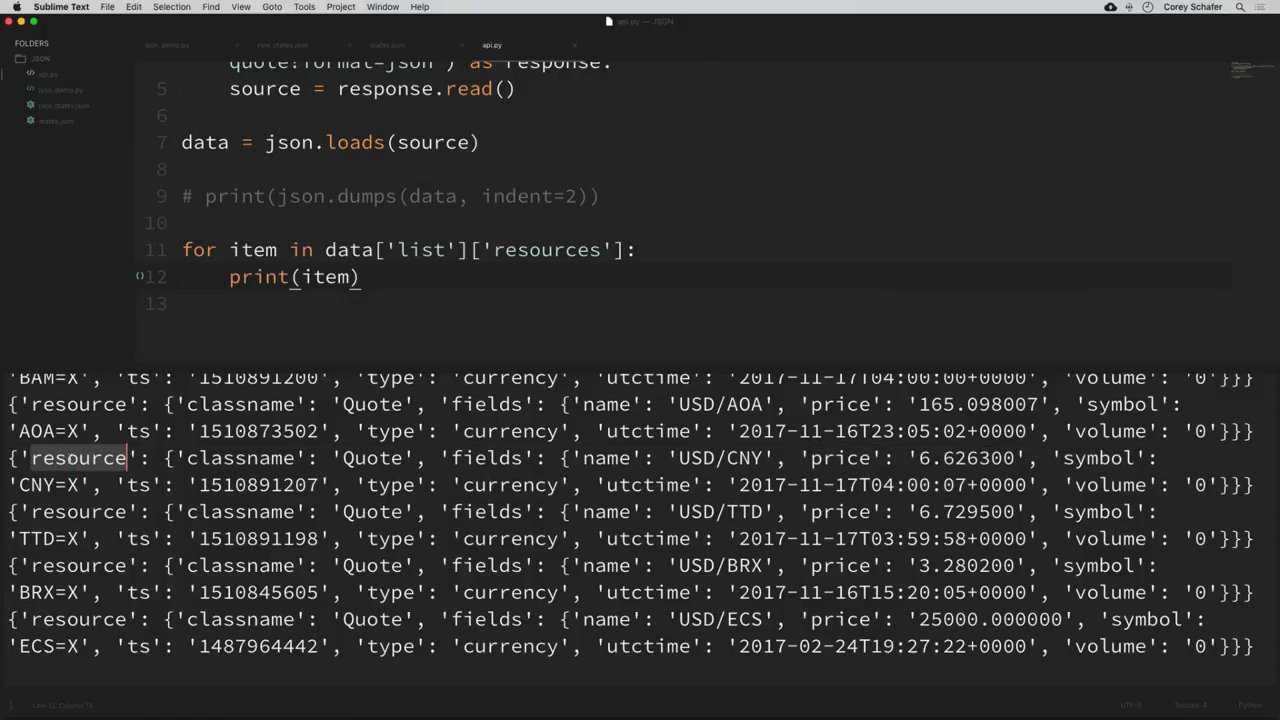 Sublime Text File Edit Selection Find View Goto Tools Project Window Help Corey Schafer
api.py — JSON
FOLDERS
JSON
api.py
json_demo.py
new_states.json
states.json
json_demo.py new_states.json states.json api.py
quote?format=json") as response:
5 source = response.read()
6
7 data = json.loads(source)
8
9 # print(json.dumps(data, indent=2))
10
11 for item in data['list']['resources']:
12 print(item)
13
'BAM=X', 'ts': '1510891200', 'type': 'currency', 'utctime': '2017-11-17T04:00:00+0000', 'volume': '0'}}}
{'resource': {'classname': 'Quote', 'fields': {'name': 'USD/AOA', 'price': '165.098007', 'symbol':
'AOA=X', 'ts': '1510873502', 'type': 'currency', 'utctime': '2017-11-16T23:05:02+0000', 'volume': '0'}}}
{'resource': {'classname': 'Quote', 'fields': {'name': 'USD/CNY', 'price': '6.626300', 'symbol':
'CNY=X', 'ts': '1510891207', 'type': 'currency', 'utctime': '2017-11-17T04:00:07+0000', 'volume': '0'}}}
{'resource': {'classname': 'Quote', 'fields': {'name': 'USD/TTD', 'price': '6.729500', 'symbol':
'TTD=X', 'ts': '1510891198', 'type': 'currency', 'utctime': '2017-11-17T03:59:58+0000', 'volume': '0'}}}
{'resource': {'classname': 'Quote', 'fields': {'name': 'USD/BRX', 'price': '3.280200', 'symbol':
'BRX=X', 'ts': '1510845605', 'type': 'currency', 'utctime': '2017-11-16T15:20:05+0000', 'volume': '0'}}}
{'resource': {'classname': 'Quote', 'fields': {'name': 'USD/ECS', 'price': '25000.000000', 'symbol':
'ECS=X', 'ts': '1487964442', 'type': 'currency', 'utctime': '2017-02-24T19:27:22+0000', 'volume': '0'}}}
Line 12, Column 15 UTF-8 Spaces: 4 Python